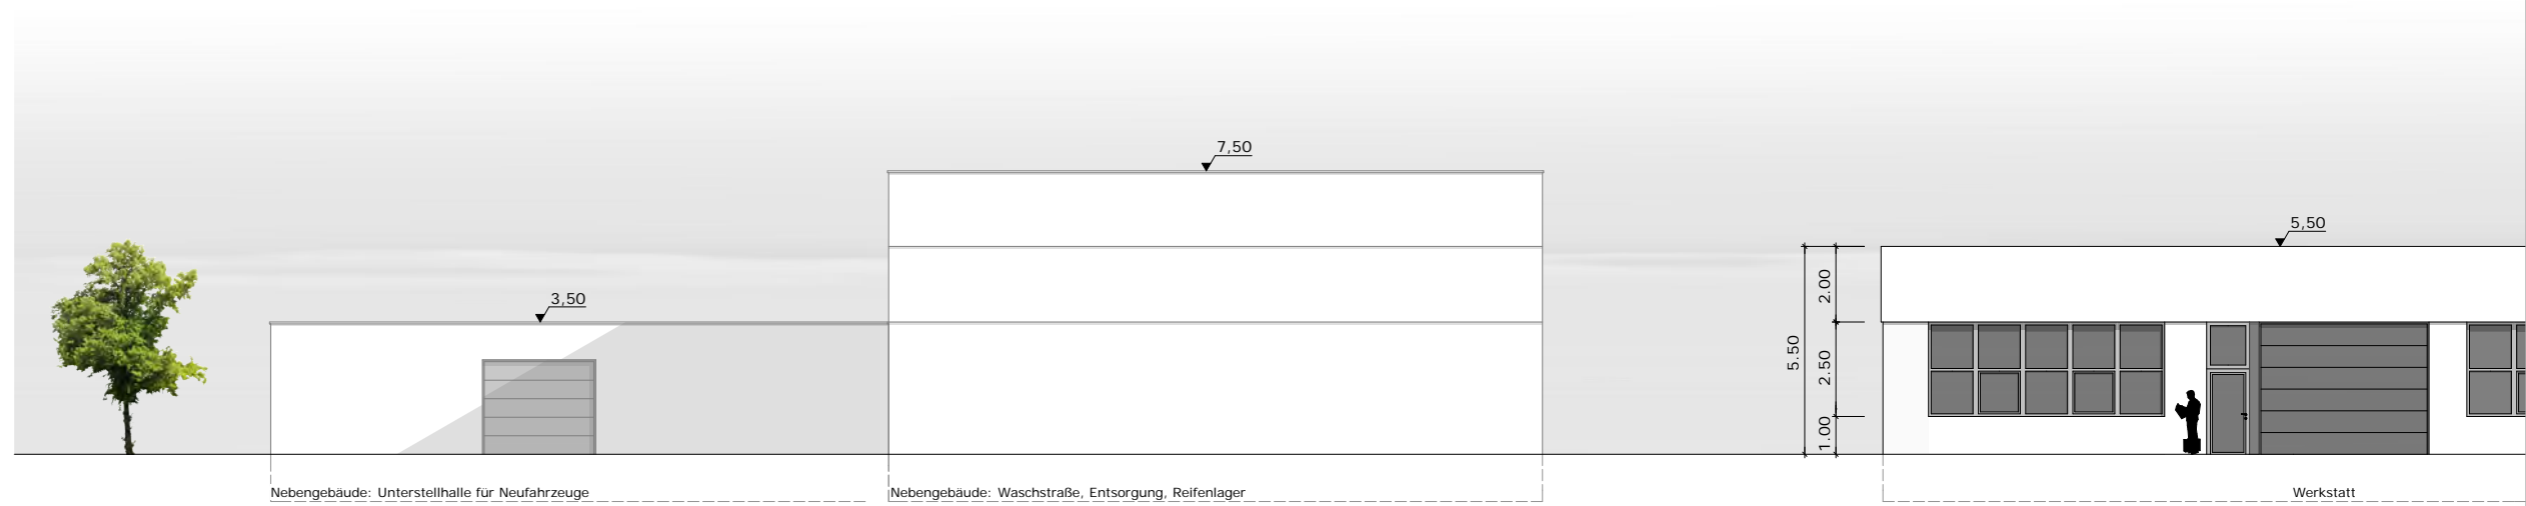 7,50
5,50
3,50
2.00
5.50
2.50
1.00
Nebengebäude: Unterstellhalle für Neufahrzeuge
Nebengebäude: Waschstraße, Entsorgung, Reifenlager
Werkstatt